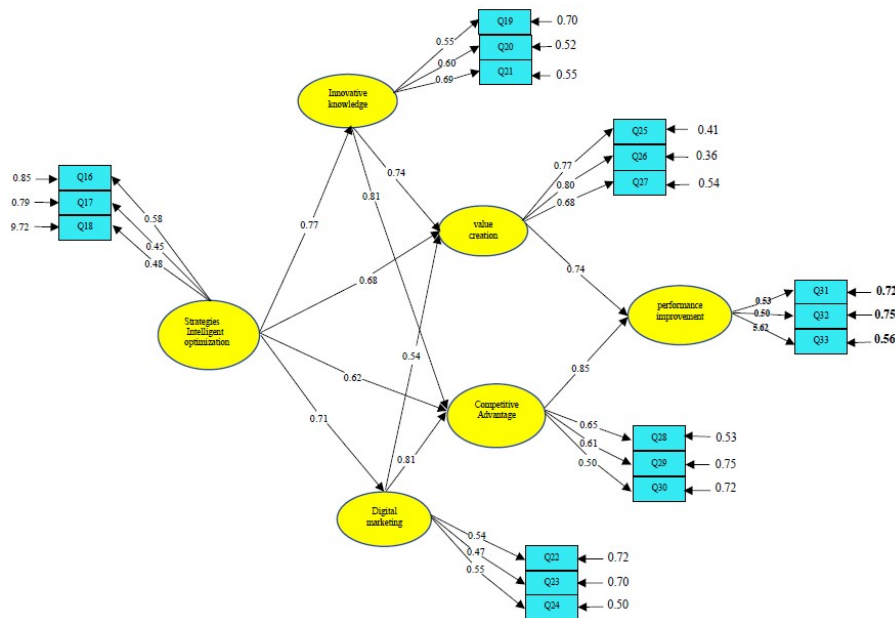 Q19
0.70
0.55
Q20
0.52
0.60
Q21
0.55
0.69
Innovative
knowledge
Q25
0.41
0.77
Q26
0.36
0.80
Q27
0.54
0.68
0.74
0.81
0.85
Q16
0.79
Q17
9.72
Q18
0.58
0.45
0.48
0.77
value
creation
0.68
0.74
Strategies
Intelligent
optimization
performance
improvement
Q31
0.72
0.53
Q32
0.75
0.50
Q33
0.56
5.62
0.54
0.62
0.85
0.71
Competitive
Advantage
0.81
0.65
Q28
0.53
0.61
Q29
0.75
0.50
Q30
0.72
Digital
marketing
0.54
Q22
0.72
0.47
Q23
0.70
0.55
Q24
0.50